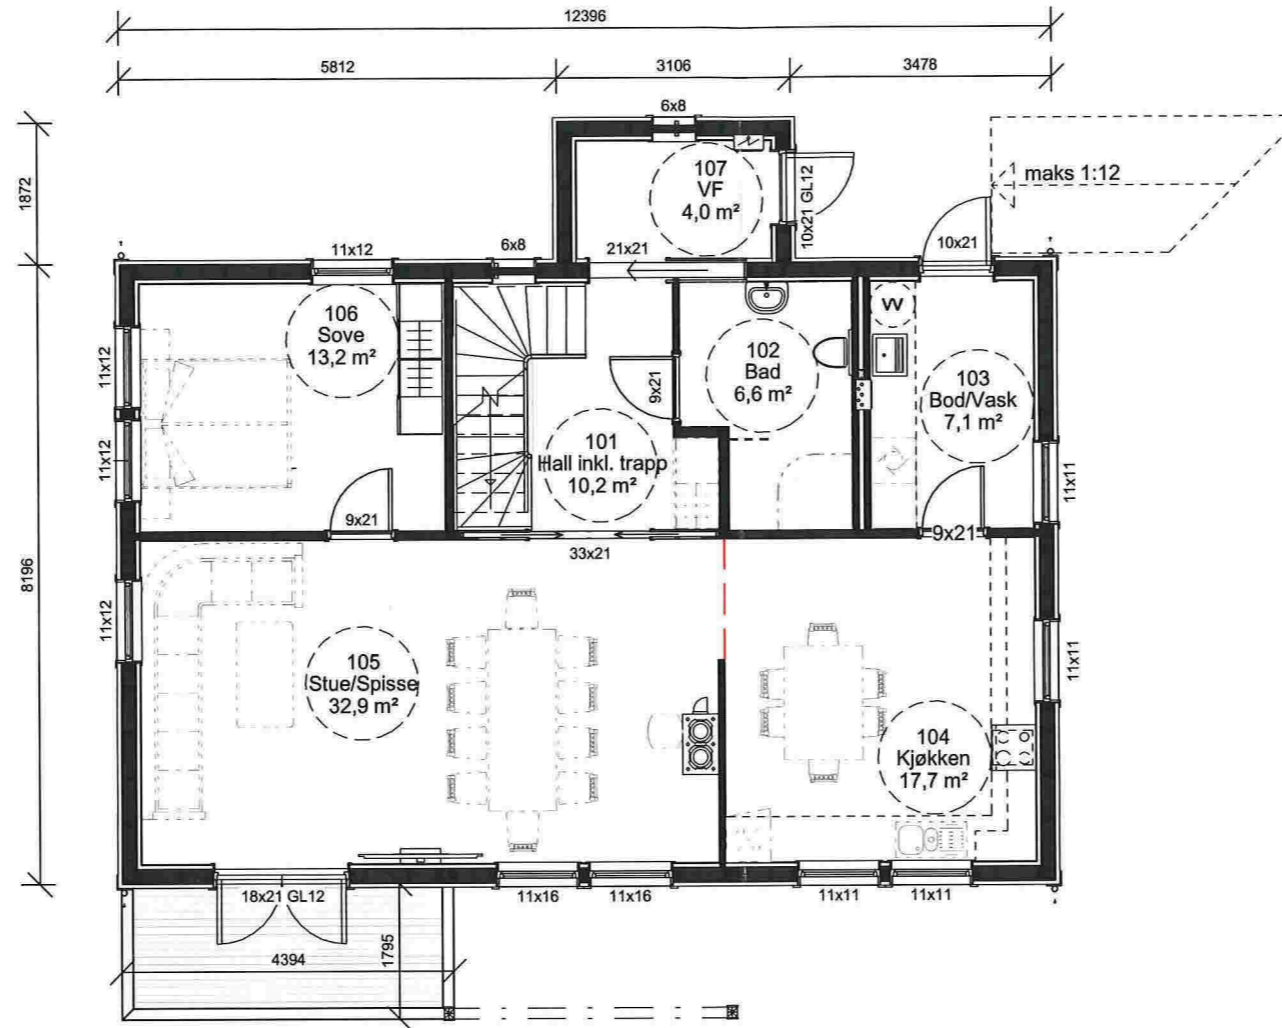 12396
5812
3106
3478
1872
8196
6x8
107
VF
4,0 m²
10x21 GL12
maks 1:12
11x12
6x8
21x21
10x21
106
Sove
13,2 m²
102
Bad
6,6 m²
W
103
Bod/Vask
7,1 m²
11x12
11x12
9x21
101
Hall inkl. trapp
10,2 m²
11x11
9x21
33x21
9x21
11x12
105
Stue/Spisse
32,9 m²
11x11
104
Kjøkken
17,7 m²
18x21 GL12
11x16
11x16
11x11
11x11
4394
1795